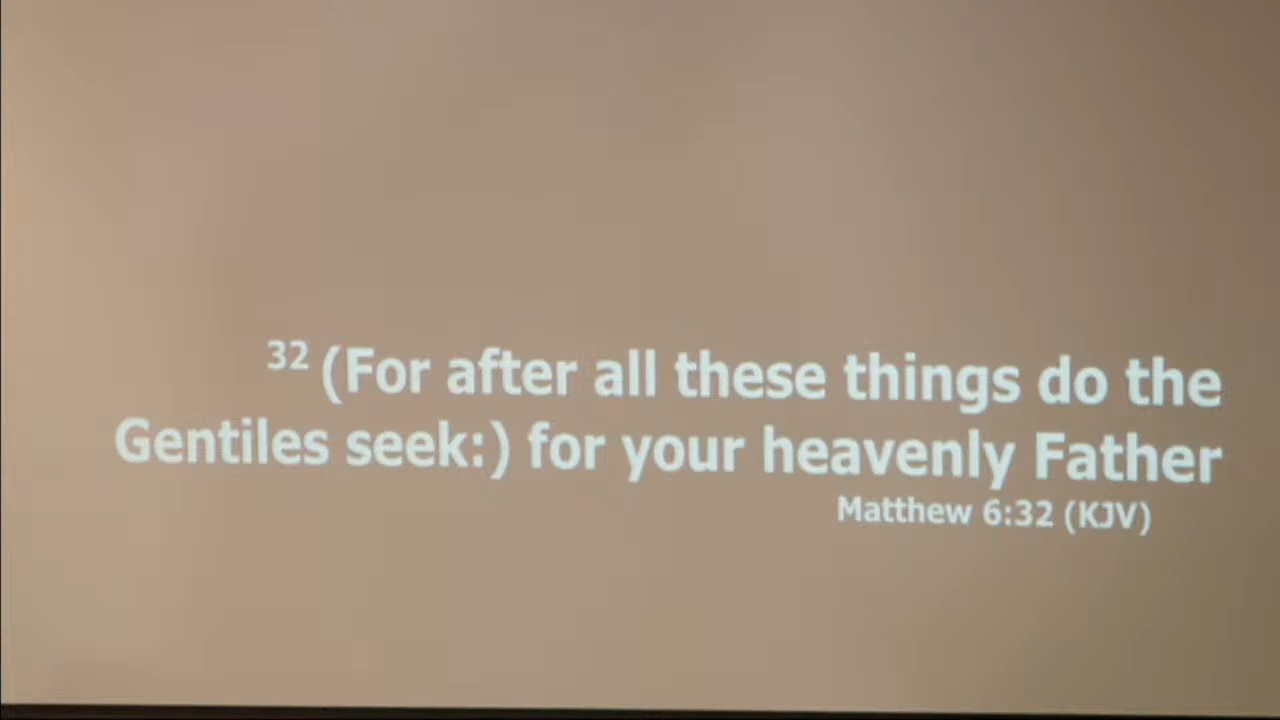 32 (For after all these things do the
Gentiles seek:) for your heavenly Father
Matthew 6:32 (KJV)